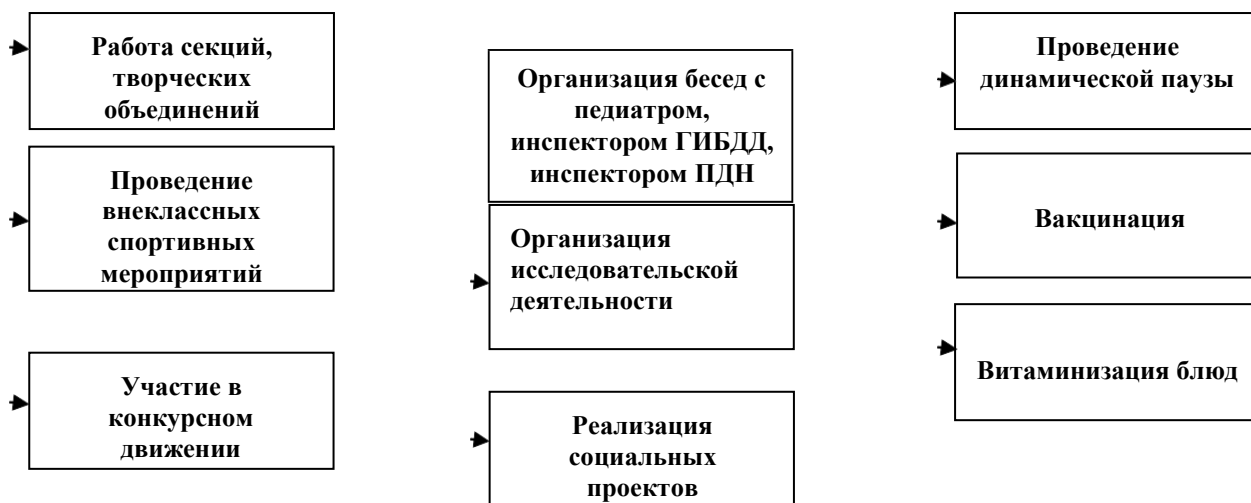 Работа секций,
творческих
объединений
Проведение
внеклассных
спортивных
мероприятий
Участие в
конкурсном
движении
Организация бесед с
педиатром,
инспектором ГИБДД,
инспектором ПДН
Организация
исследовательской
деятельности
Реализация
социальных
проектов
Проведение
динамической паузы
Вакцинация
Витаминизация блюд